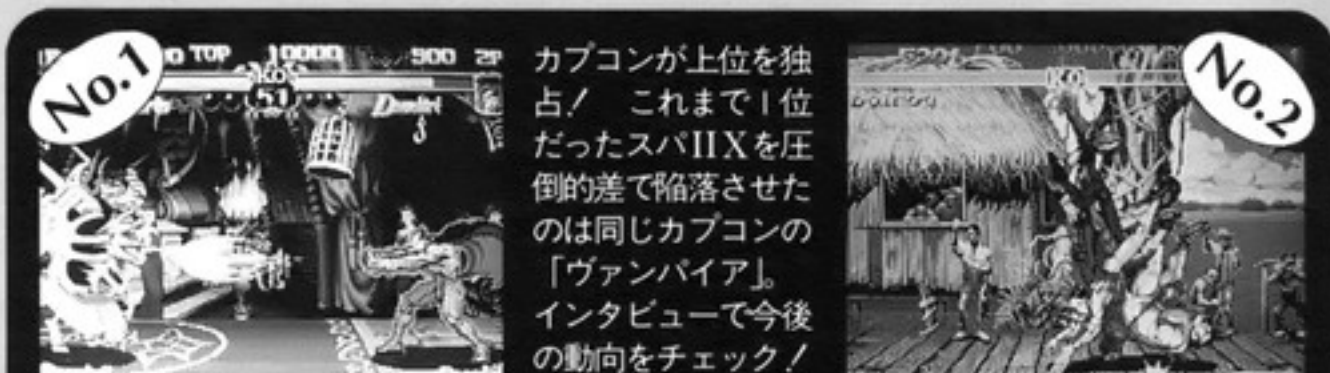 No.1
TOP 10000 900 2P
KO
51
カプコンが上位を独
占!　これまで1位
だったスパIIXを圧
倒的差で陥落させた
のは同じカプコンの
「ヴァンパイア」。
インタビューで今後
の動向をチェック!
No.2
KO